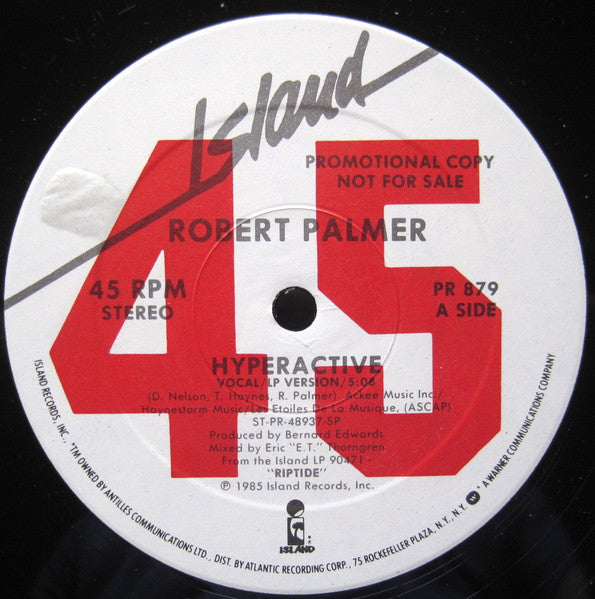 Island
45
PROMOTIONAL COPY
NOT FOR SALE
ROBERT PALMER
45 RPM
STEREO
PR 879
A SIDE
HYPERACTIVE
VOCAL/LP VERSION/5:08
(D. Nelson, T. Haynes, R. Palmer), Ackee Music Inc/
Haynestorm Music/Les Etoiles De La Musique, (ASCAP)
ST-PR-48937-SP
Produced by Bernard Edwards
Mixed by Eric "E.T." Thorngren
From the Island LP 90471 -
"RIPTIDE"
℗ 1985 Island Records, Inc.
ISLAND
ISLAND RECORDS, INC., *TM OWNED BY ANTILLES COMMUNICATIONS LTD., DIST. BY ATLANTIC RECORDING CORP., 75 ROCKEFELLER PLAZA, N.Y., N.Y. A WARNER COMMUNICATIONS COMPANY